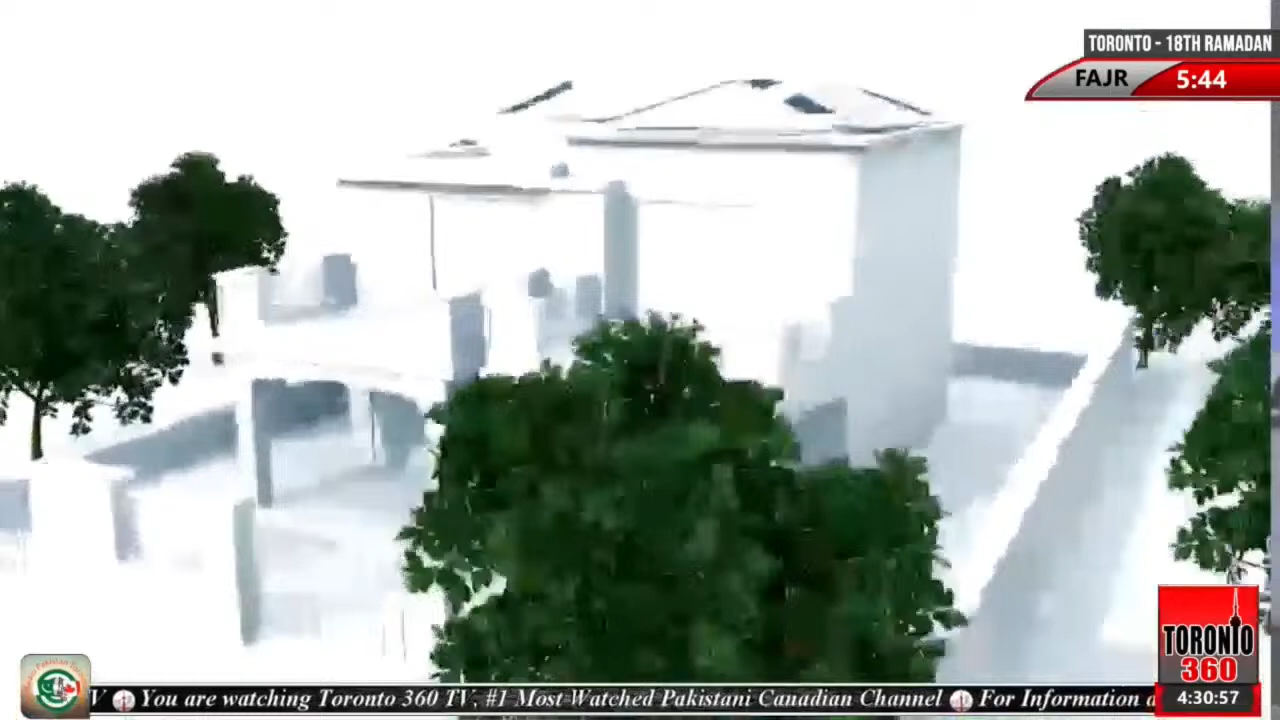 TORONTO - 18TH RAMADAN
FAJR 5:44
TORONTO
360
4:30:57
V You are watching Toronto 360 TV, #1 Most Watched Pakistani Canadian Channel For Information a